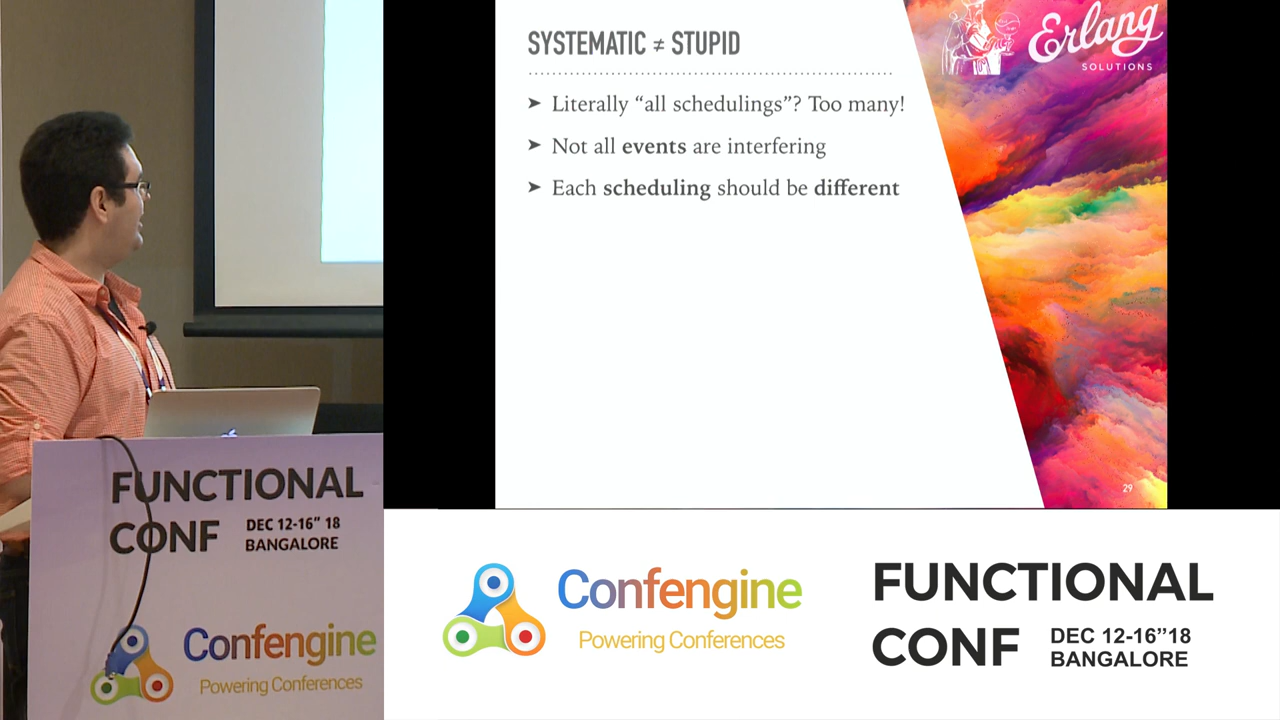 SYSTEMATIC ≠ STUPID
➤ Literally “all schedulings”? Too many!
➤ Not all events are interfering
➤ Each scheduling should be different
Erlang
SOLUTIONS
29
FUNCTIONAL
CONF
DEC 12-16” 18
BANGALORE
Confengine
Powering Conferences
Confengine
Powering Conferences
FUNCTIONAL
CONF
DEC 12-16”18
BANGALORE